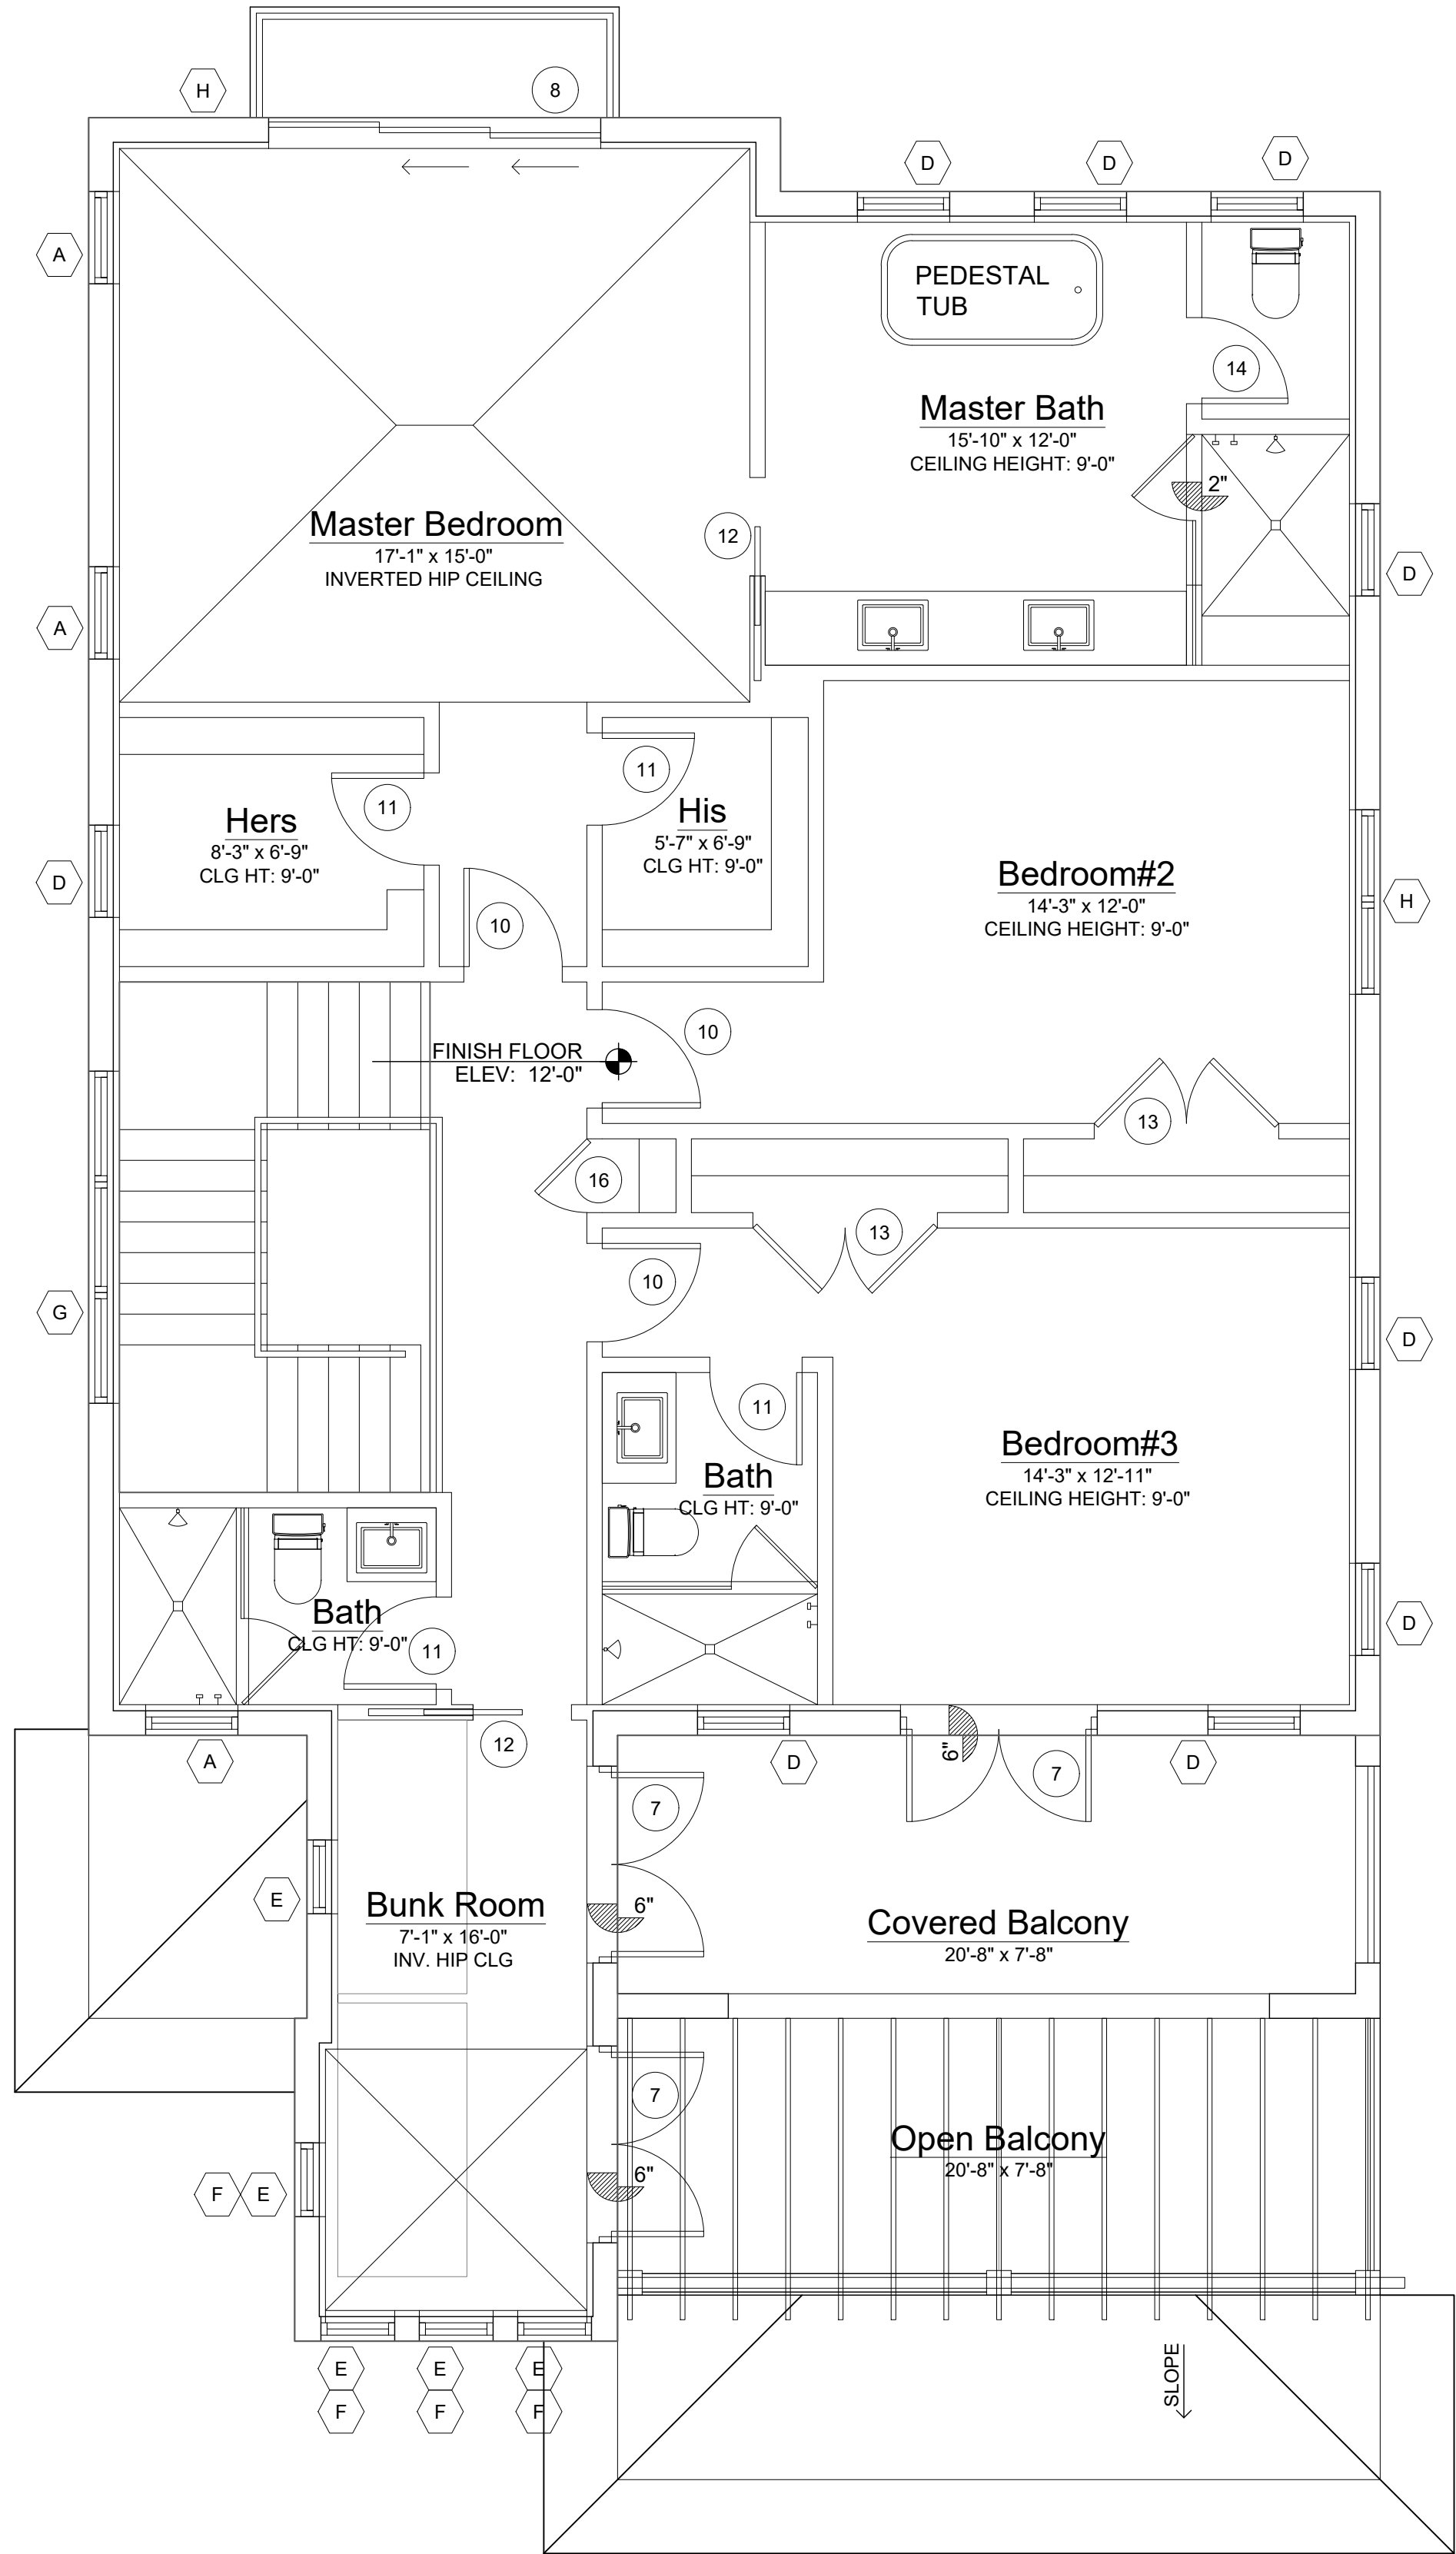 H
8
D
D
D
A
PEDESTAL
TUB
14
Master Bath
15'-10" x 12'-0"
CEILING HEIGHT: 9'-0"
2"
Master Bedroom
17'-1" x 15'-0"
INVERTED HIP CEILING
12
D
A
11
11
Hers
8'-3" x 6'-9"
CLG HT: 9'-0"
His
5'-7" x 6'-9"
CLG HT: 9'-0"
D
10
Bedroom#2
14'-3" x 12'-0"
CEILING HEIGHT: 9'-0"
H
10
FINISH FLOOR
ELEV: 12'-0"
13
16
13
10
G
D
11
Bedroom#3
14'-3" x 12'-11"
CEILING HEIGHT: 9'-0"
Bath
CLG HT: 9'-0"
Bath
CLG HT: 9'-0"
11
D
12
A
D
6"
7
D
7
E
Bunk Room
7'-1" x 16'-0"
INV. HIP CLG
6"
Covered Balcony
20'-8" x 7'-8"
7
Open Balcony
20'-8" x 7'-8"
6"
F
E
E
E
E
F
F
F
SLOPE